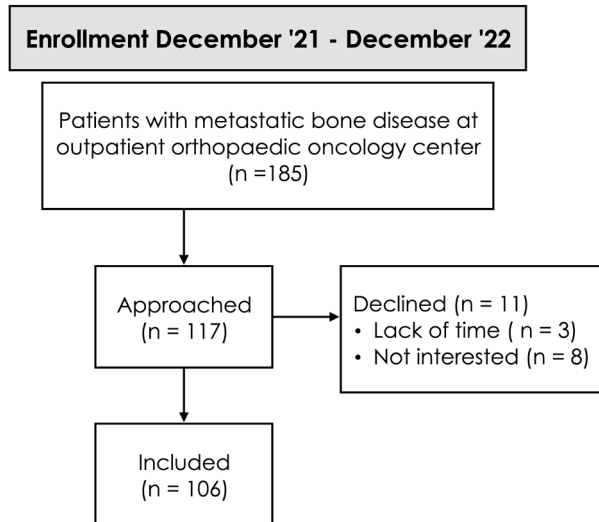 Enrollment December '21 - December '22
Patients with metastatic bone disease at
outpatient orthopaedic oncology center
(n =185)
Approached
(n = 117)
Declined (n = 11)
• Lack of time ( n = 3)
• Not interested (n = 8)
Included
(n = 106)